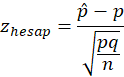 z_hesap = (p̂ − p) / √(pq / n)